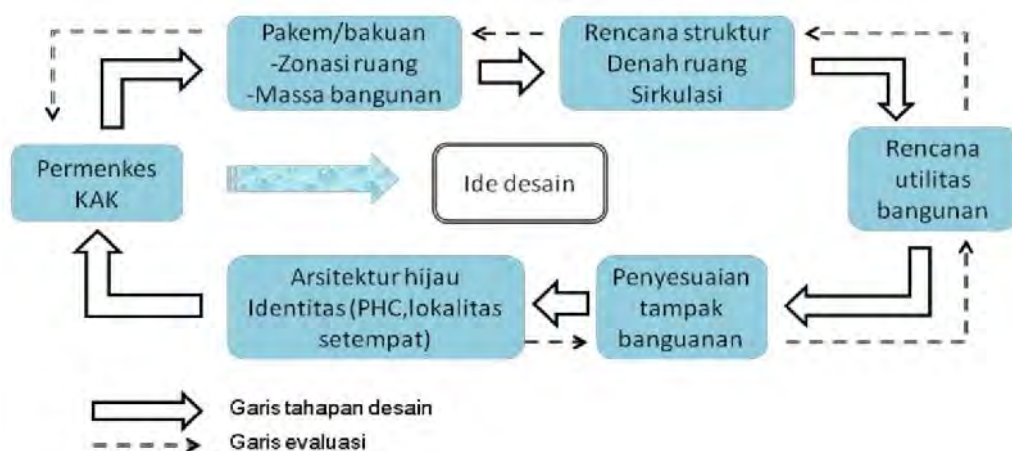 Pakem/bakuan
-Zonasi ruang
-Massa bangunan
Rencana struktur
Denah ruang
Sirkulasi
Permenkes
KAK
Ide desain
Rencana
utilitas
bangunan
Arsitektur hijau
Identitas (PHC,lokalitas
setempat)
Penyesuaian
tampak
banguanan
Garis tahapan desain
Garis evaluasi